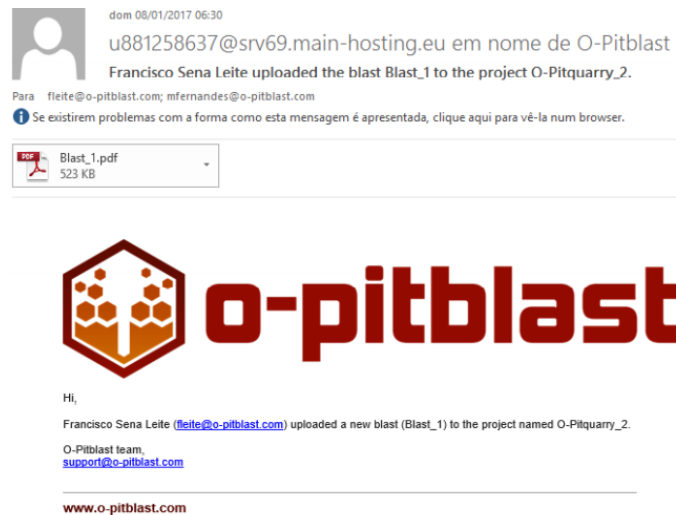 dom 08/01/2017 06:30
u881258637@srv69.main-hosting.eu em nome de O-Pitblast
Francisco Sena Leite uploaded the blast Blast_1 to the project O-Pitquarry_2.
Para fleite@o-pitblast.com; mfernandes@o-pitblast.com
Se existirem problemas com a forma como esta mensagem é apresentada, clique aqui para vê-la num browser.
PDF
Blast_1.pdf
523 KB
o-pitblast
Hi,
Francisco Sena Leite (fleite@o-pitblast.com) uploaded a new blast (Blast_1) to the project named O-Pitquarry_2.
O-Pitblast team,
support@o-pitblast.com
www.o-pitblast.com